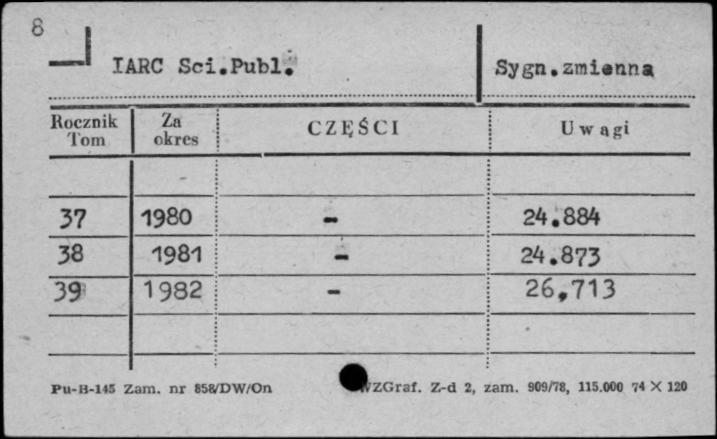 8
IARC Sci.Publ.
Sygn.zmienna
Rocznik Tom
Za okres
CZĘŚCI
Uwagi
37 1980 - 24.884
38 1981 - 24.873
39 1982 - 26,713
Pu-B-145 Zam. nr 858/DW/On WZGraf. Z-d 2, zam. 909/78, 115.000 74 X 120